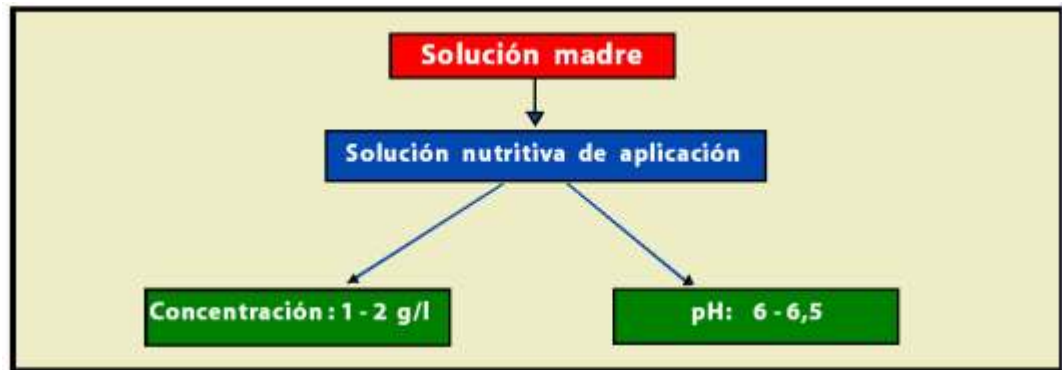 Solución madre
Solución nutritiva de aplicación
Concentración : 1 - 2 g/l
pH: 6 - 6,5